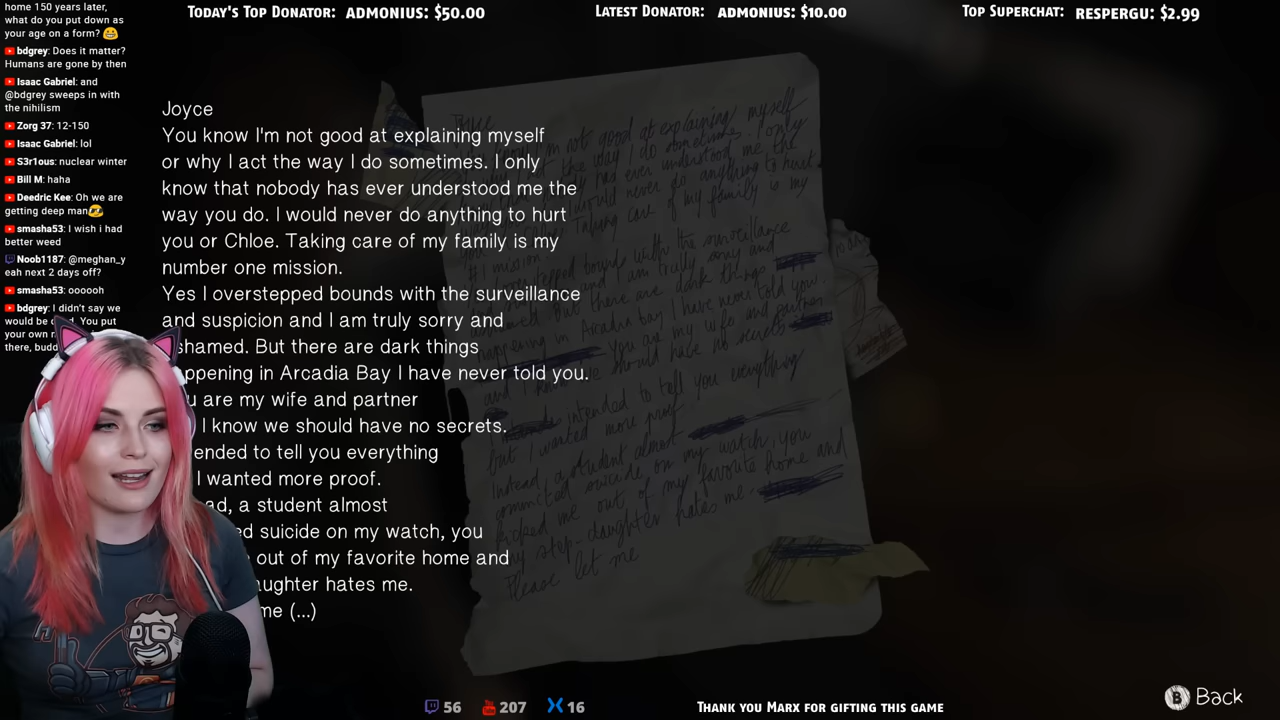 home 150 years later,
what do you put down as
your age on a form? 😂
bdgrey: Does it matter?
Humans are gone by then
Isaac Gabriel: and
@bdgrey sweeps in with
the nihilism
Zorg 37: 12-150
Isaac Gabriel: lol
S3r1ous: nuclear winter
Bill M: haha
Deedric Kee: Oh we are
getting deep man
smasha53: I wish i had
better weed
Noob1187: @meghan_y
eah next 2 days off?
smasha53: oooooh
bdgrey: I didn't say we
would be You put
your own
there,
TODAY'S TOP DONATOR: ADMONIUS: $50.00
LATEST DONATOR: ADMONIUS: $10.00
TOP SUPERCHAT: RESPERGU: $2.99
Joyce
You know I'm not good at explaining myself
or why I act the way I do sometimes. I only
know that nobody has ever understood me the
way you do. I would never do anything to hurt
you or Chloe. Taking care of my family is my
number one mission.
Yes I overstepped bounds with the surveillance
and suspicion and I am truly sorry and
shamed. But there are dark things
ppening in Arcadia Bay I have never told you.
u are my wife and partner
I know we should have no secrets.
ended to tell you everything
I wanted more proof.
ad, a student almost
ed suicide on my watch, you
out of my favorite home and
aughter hates me.
me (...)
56
207
16
THANK YOU MARX FOR GIFTING THIS GAME
B Back